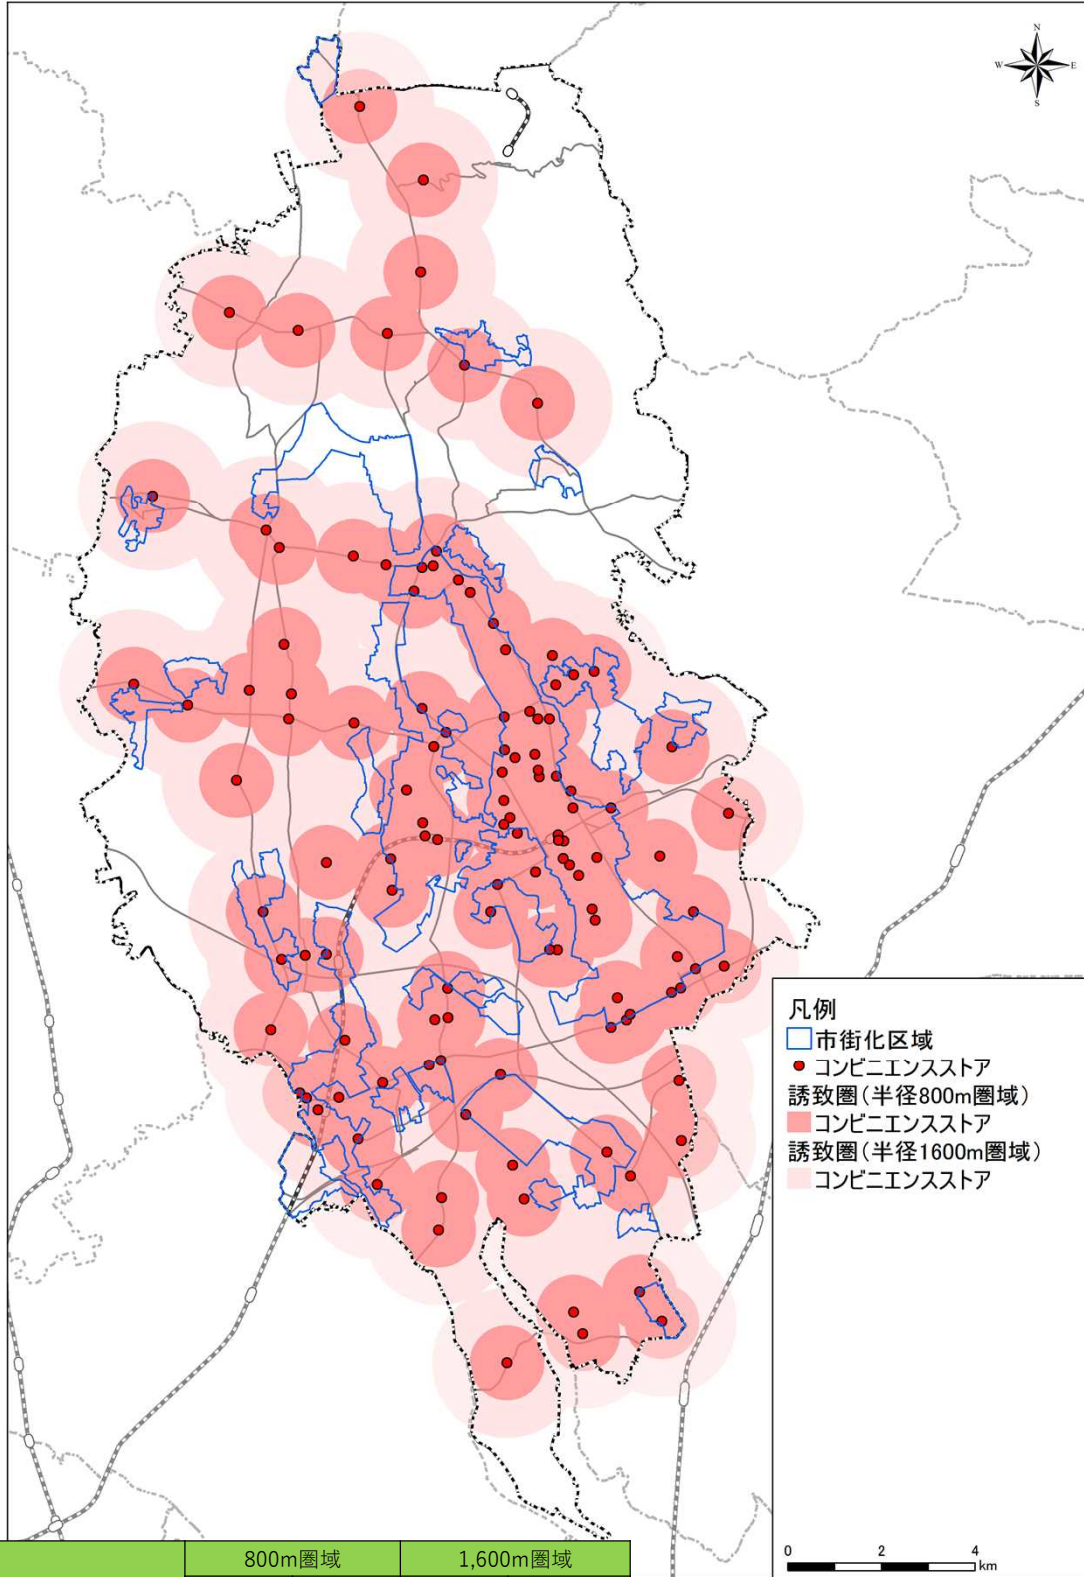 N
W E
S
凡例
市街化区域
コンビニエンスストア
誘致圏(半径800m圏域)
コンビニエンスストア
誘致圏(半径1600m圏域)
コンビニエンスストア
0 2 4
km
800m圏域 1,600m圏域